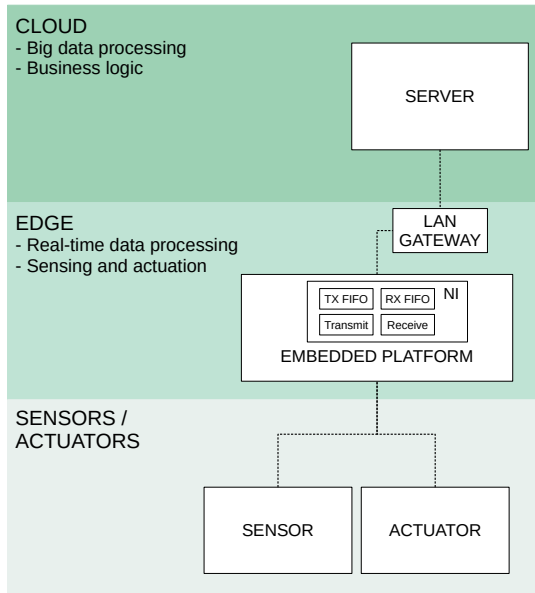 CLOUD
- Big data processing
- Business logic
SERVER
EDGE
- Real-time data processing
- Sensing and actuation
LAN
GATEWAY
TX FIFO
RX FIFO
NI
Transmit
Receive
EMBEDDED PLATFORM
SENSORS /
ACTUATORS
SENSOR
ACTUATOR